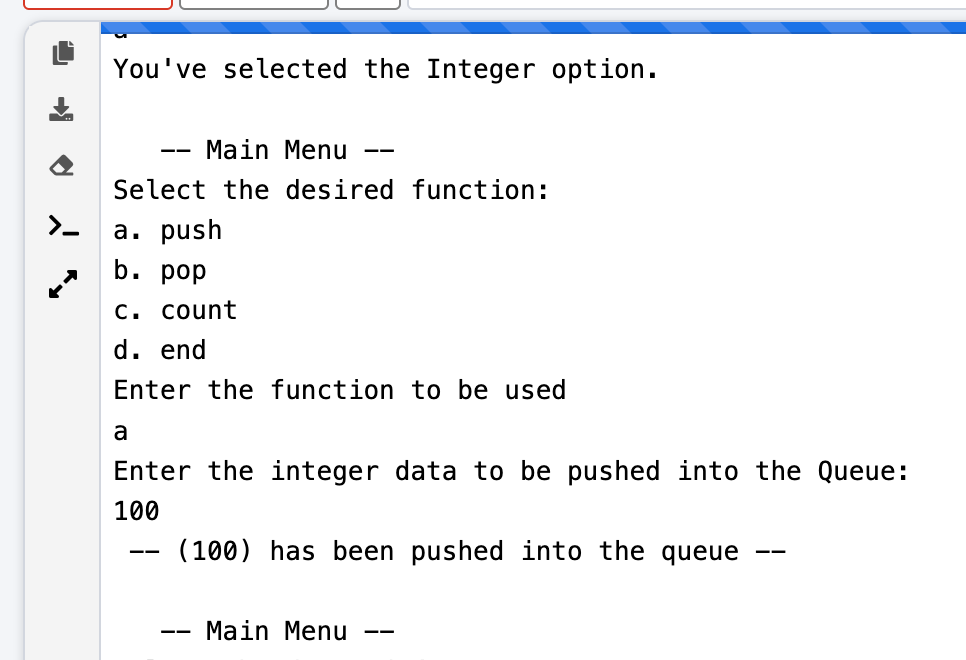 You've selected the Integer option.
-- Main Menu --
Select the desired function:
a. push
b. pop
c. count
d. end
Enter the function to be used
a
Enter the integer data to be pushed into the Queue:
100
-- (100) has been pushed into the queue --
-- Main Menu --